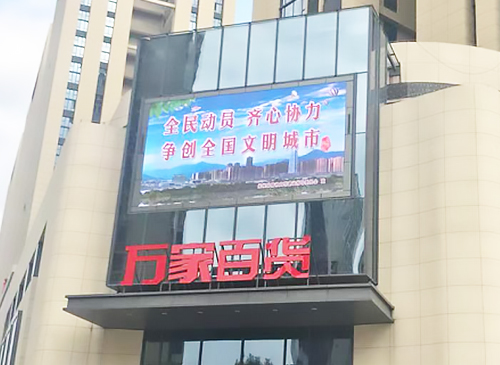 全民动员 齐心协力
争创全国文明城市
万家百货